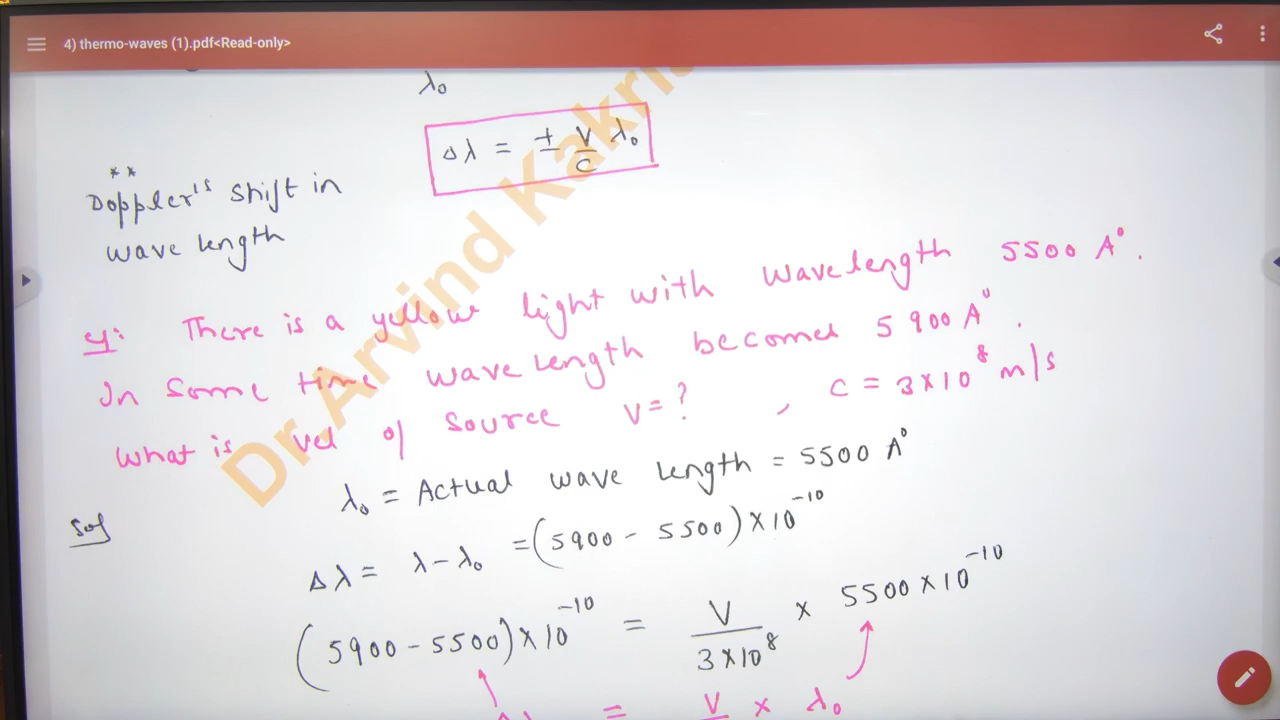 4) thermo-waves (1).pdf<Read-only>
λ₀
Δλ = ± V/C λ₀
**
Doppler's shift in
wave length
Q: There is a yellow light with wavelength 5500 A°.
In some time wavelength becomes 5900 A°.
What is vel of source V = ? , C = 3×10⁸ m/s
Sol
λ₀ = Actual wave length = 5500 A°
Δλ = λ – λ₀ = (5900 – 5500) × 10⁻¹⁰
(5900 – 5500) × 10⁻¹⁰ = V/3×10⁸ × 5500 × 10⁻¹⁰
= V × λ₀
Dr.Arvind